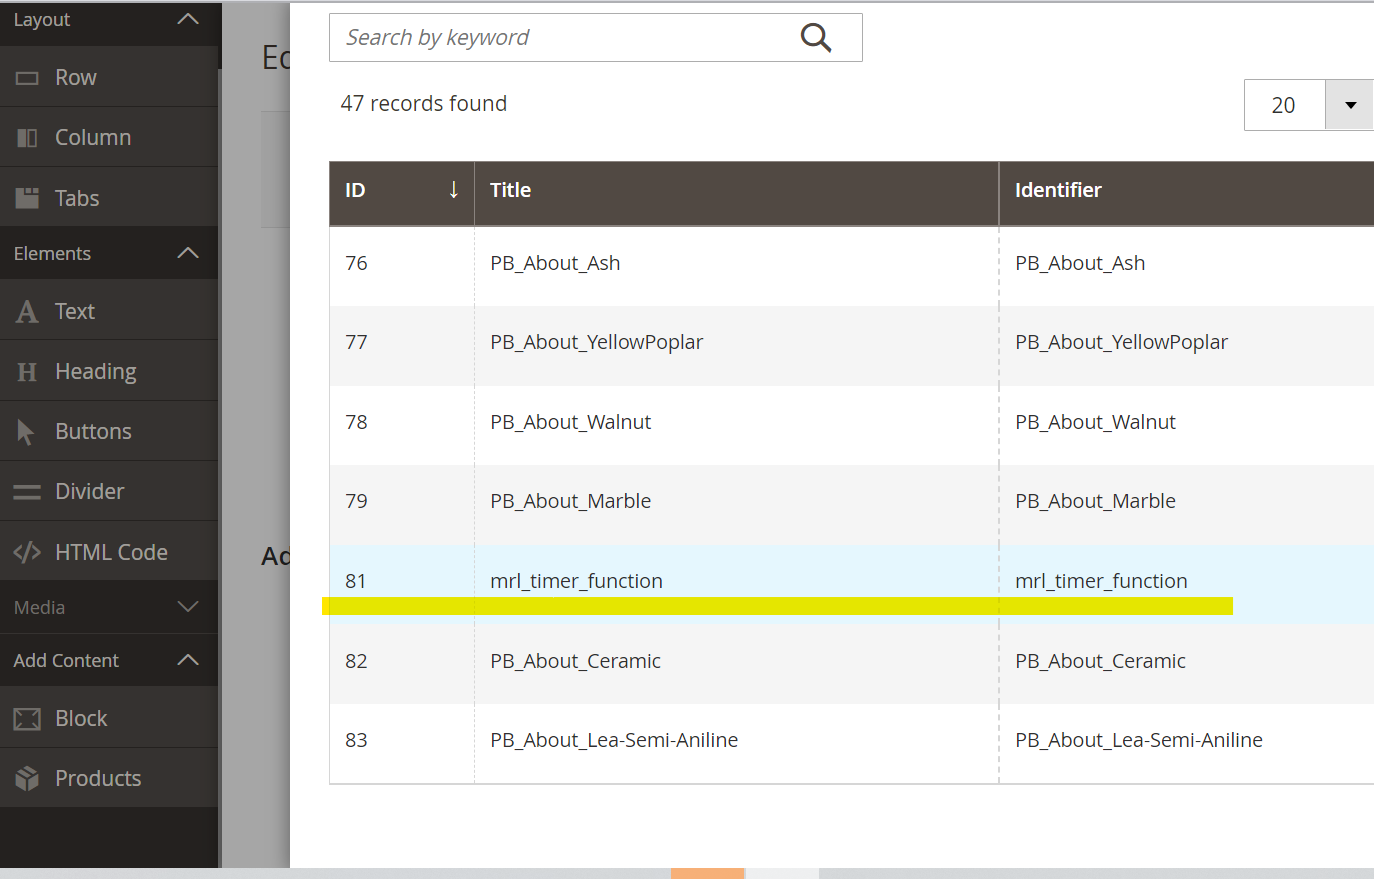 Layout
Row
Column
Tabs
Elements
Text
Heading
Buttons
Divider
HTML Code
Media
Add Content
Block
Products
Search by keyword
47 records found
20
ID ↓ Title Identifier
76 PB_About_Ash PB_About_Ash
77 PB_About_YellowPoplar PB_About_YellowPoplar
78 PB_About_Walnut PB_About_Walnut
79 PB_About_Marble PB_About_Marble
81 mrl_timer_function mrl_timer_function
82 PB_About_Ceramic PB_About_Ceramic
83 PB_About_Lea-Semi-Aniline PB_About_Lea-Semi-Aniline